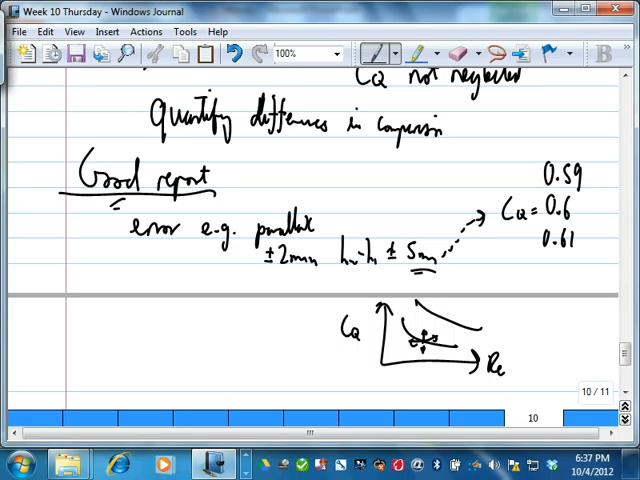 Week 10 Thursday - Windows Journal
File Edit View Insert Actions Tools Help
100%
B
CQ not neglected
Quantify differences in comparison
Good report
0.59
error e.g. parallax
CQ = 0.6
±2mm
± 5mm
0.61
CQ
Re
10 / 11
10
6:37 PM
10/4/2012